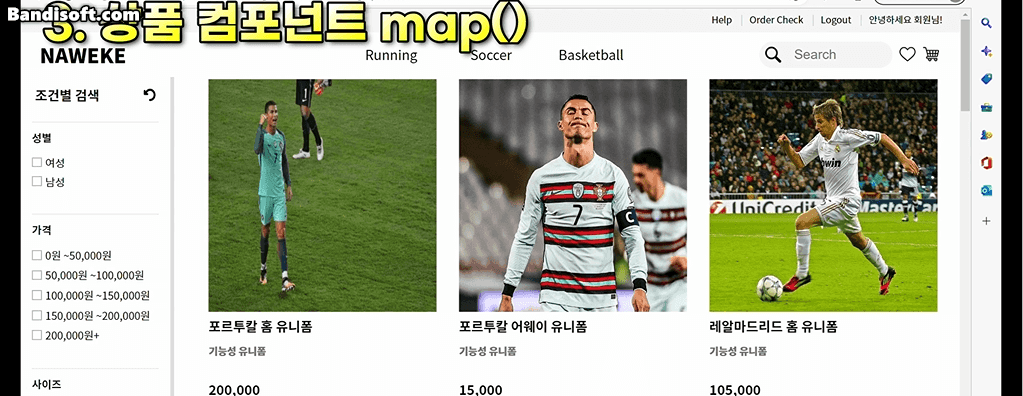 Bandisoft.com
3. 상품 컴포넌트 map()
Help
Order Check
Logout
안녕하세요 회원님!
NAWEKE
Running
Soccer
Basketball
Search
조건별 검색
성별
여성
남성
가격
0원 ~50,000원
50,000원 ~100,000원
100,000원 ~150,000원
150,000원 ~200,000원
200,000원+
사이즈
7
C
bwin
UniCredit
Master
포르투칼 홈 유니폼
기능성 유니폼
200,000
포르투칼 어웨이 유니폼
기능성 유니폼
15,000
레알마드리드 홈 유니폼
기능성 유니폼
105,000